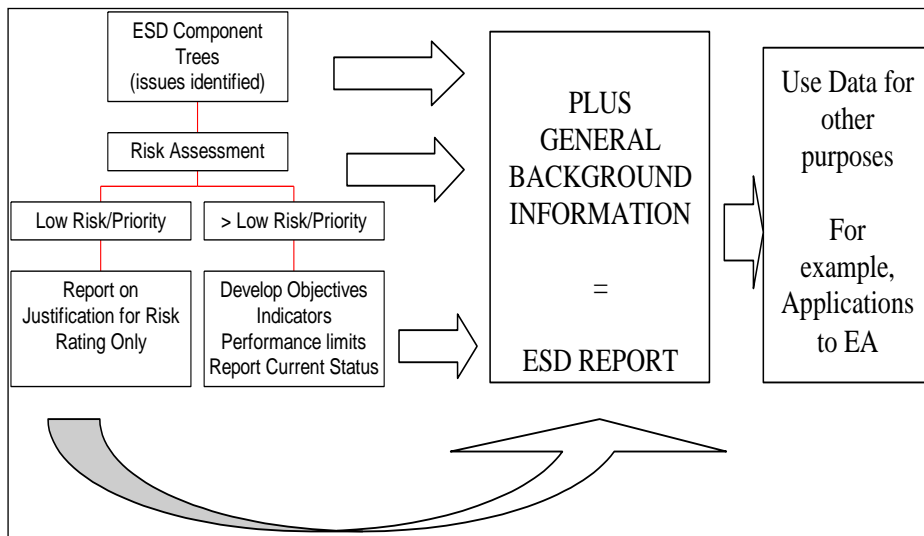 ESD Component
Trees
(issues identified)
Risk Assessment
Low Risk/Priority
> Low Risk/Priority
Report on
Justification for Risk
Rating Only
Develop Objectives
Indicators
Performance limits
Report Current Status
PLUS
GENERAL
BACKGROUND
INFORMATION
=
ESD REPORT
Use Data for
other
purposes
For
example,
Applications
to EA